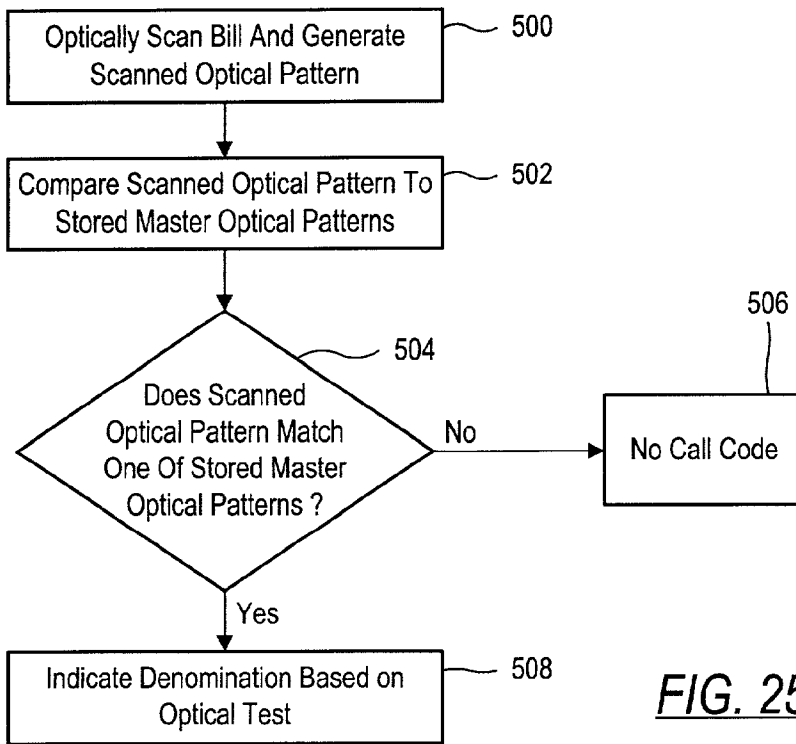 Optically Scan Bill And Generate
Scanned Optical Pattern
500
Compare Scanned Optical Pattern To
Stored Master Optical Patterns
502
504
Does Scanned
Optical Pattern Match
One Of Stored Master
Optical Patterns ?
No
506
No Call Code
Yes
Indicate Denomination Based on
Optical Test
508
FIG. 25